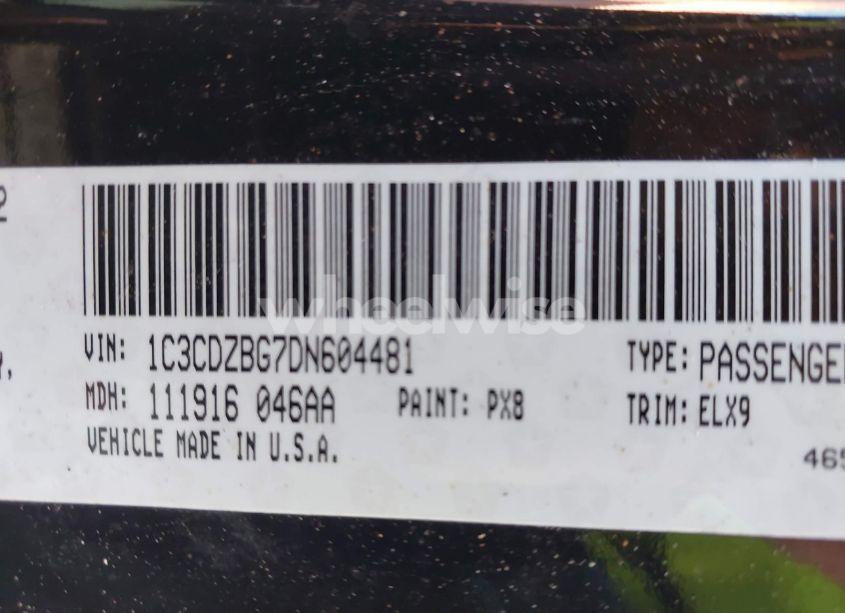 wheelwise
VIN: 1C3CDZBG7DN604481 TYPE: PASSENGE
MDH: 111916 046AA PAINT: PX8 TRIM: ELX9
VEHICLE MADE IN U.S.A.
465